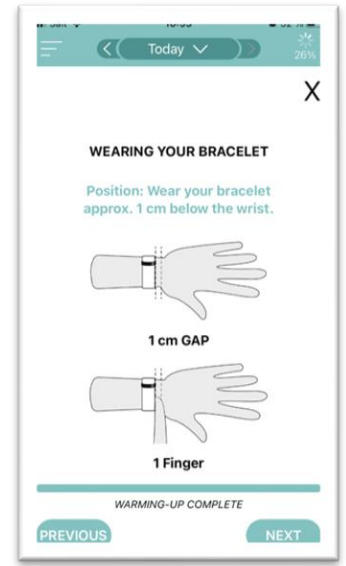 Today
26%
X
WEARING YOUR BRACELET
Position: Wear your bracelet
approx. 1 cm below the wrist.
1 cm GAP
1 Finger
WARMING-UP COMPLETE
PREVIOUS
NEXT